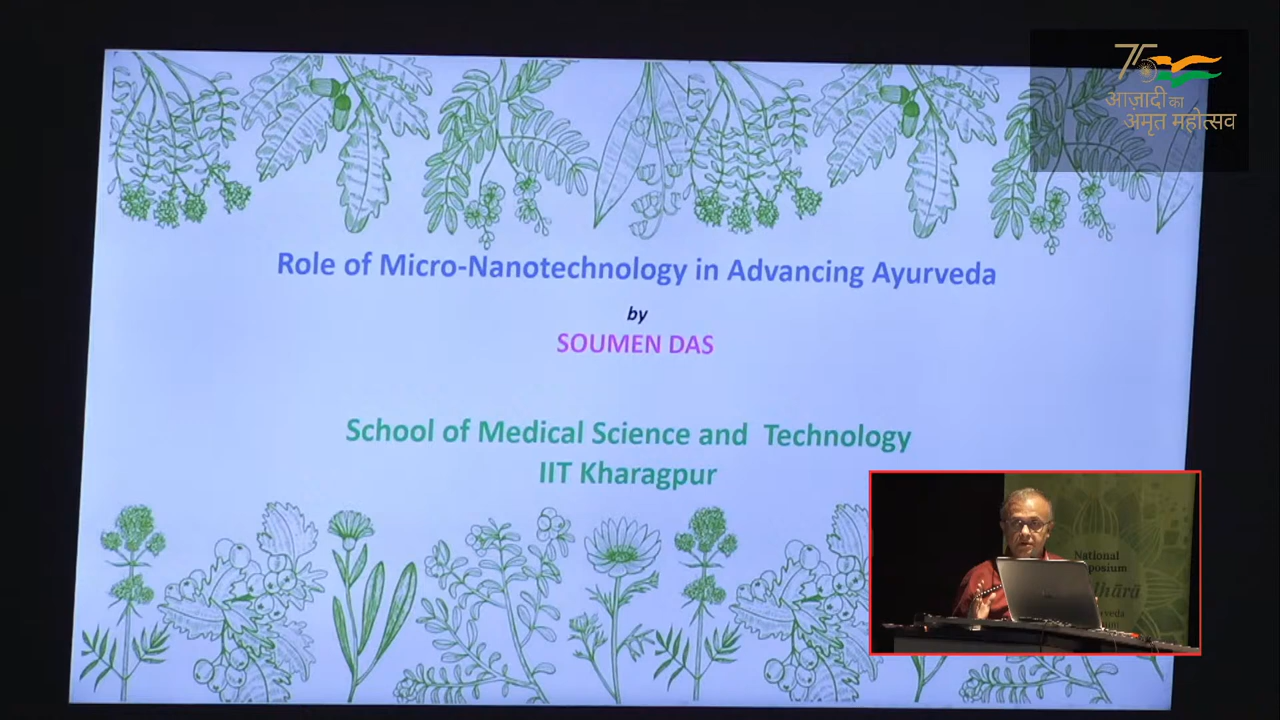 75
आज़ादी का
अमृत महोत्सव
Role of Micro-Nanotechnology in Advancing Ayurveda
by
SOUMEN DAS
School of Medical Science and Technology
IIT Kharagpur
National